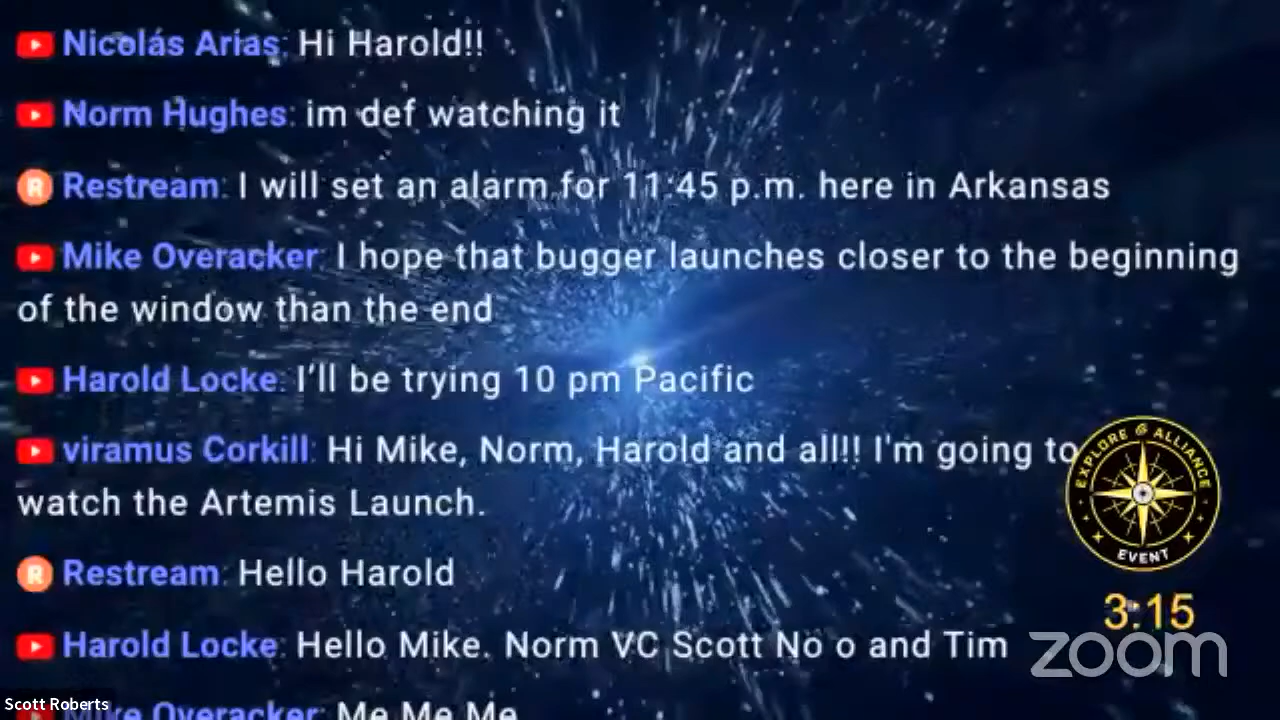 Nicolás Arias: Hi Harold!!
Norm Hughes: im def watching it
R Restream: I will set an alarm for 11:45 p.m. here in Arkansas
Mike Overacker: I hope that bugger launches closer to the beginning
of the window than the end
Harold Locke: I'll be trying 10 pm Pacific
viramus Corkill: Hi Mike, Norm, Harold and all!! I'm going to
watch the Artemis Launch.
EXPLORE ALLIANCE
EVENT
R Restream: Hello Harold
3:15
Harold Locke: Hello Mike. Norm VC Scott No o and Tim
zoom
Scott Roberts
Mike Overacker: Me Me Me